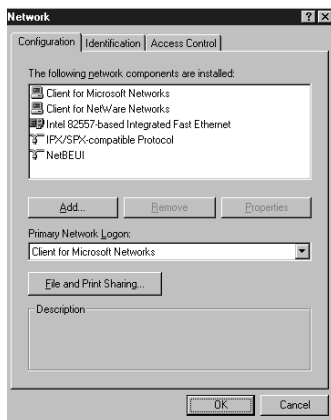 Network
Configuration Identification Access Control
The following network components are installed:
Client for Microsoft Networks
Client for NetWare Networks
Intel 82557-based Integrated Fast Ethernet
IPX/SPX-compatible Protocol
NetBEUI
Add... Remove Properties
Primary Network Logon:
Client for Microsoft Networks
File and Print Sharing...
Description
OK Cancel